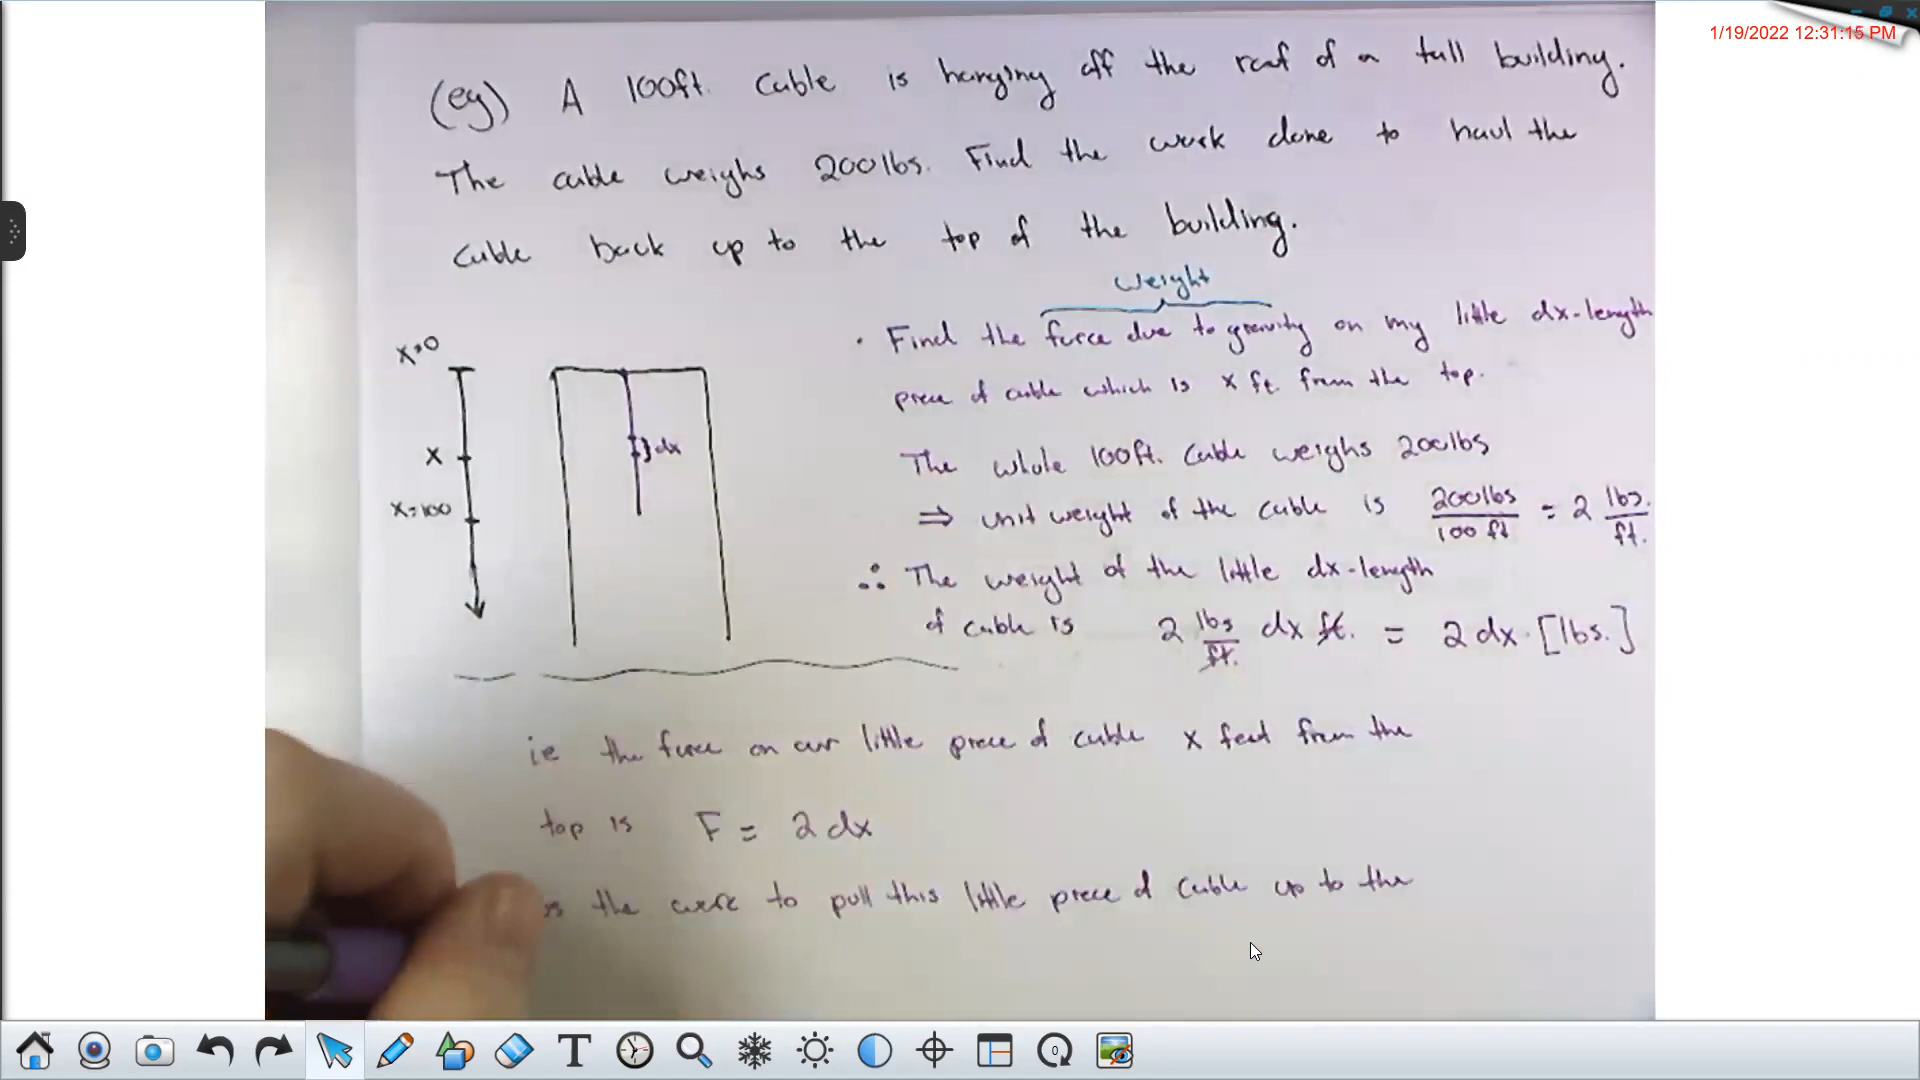 1/19/2022 12:31:15 PM
(eg) A 100ft. cable is hanging off the roof of a tall building.
The cable weighs 200lbs. Find the work done to haul the
cable back up to the top of the building.
weight
• Find the force due to gravity on my little dx-length
piece of cable which is x ft. from the top.
x=0
x
x=100
}dx
The whole 100ft. cable weighs 200lbs
⇒ unit weight of the cable is 200lbs/100 ft = 2 lbs./ft.
∴ The weight of the little dx-length
of cable is 2 lbs/ft. dx ft. = 2 dx. [lbs.]
ie the force on our little piece of cable x feet from the
top is F = 2 dx
the work to pull this little piece of cable up to the
T
0